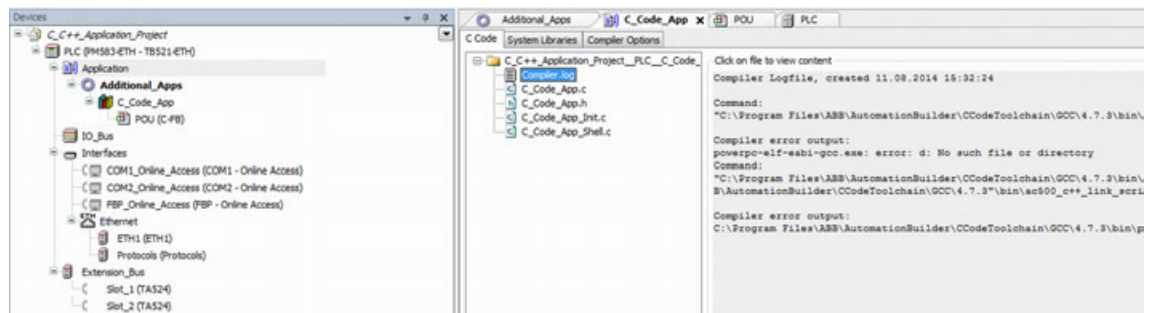 Devices
C_C++_Application_Project
PLC (PM583-ETH - TB521-ETH)
Application
Additional_Apps
C_Code_App
POU (C-FB)
IO_Bus
Interfaces
COM1_Online_Access (COM1 - Online Access)
COM2_Online_Access (COM2 - Online Access)
FBP_Online_Access (FBP - Online Access)
Ethernet
ETH1 (ETH1)
Protocols (Protocols)
Extension_Bus
Slot_1 (TA524)
Slot_2 (TA524)
Additional_Apps C_Code_App POU PLC
C Code System Libraries Compiler Options
C_C++_Application_Project__PLC__C_Code_
Compiler.log
C_Code_App.c
C_Code_App.h
C_Code_App_Init.c
C_Code_App_Shell.c
Click on file to view content
Compiler Logfile, created 11.08.2014 15:32:24
Command:
"C:\Program Files\ABB\AutomationBuilder\CCodeToolchain\GCC\4.7.3\bin\
Compiler error output:
powerpc-elf-eabi-gcc.exe: error: d: No such file or directory
Command:
"C:\Program Files\ABB\AutomationBuilder\CCodeToolchain\GCC\4.7.3\bin\
B\AutomationBuilder\CCodeToolchain\GCC\4.7.3"\bin\ac500_c++_link_scri
Compiler error output:
C:\Program Files\ABB\AutomationBuilder\CCodeToolchain\GCC\4.7.3\bin\p